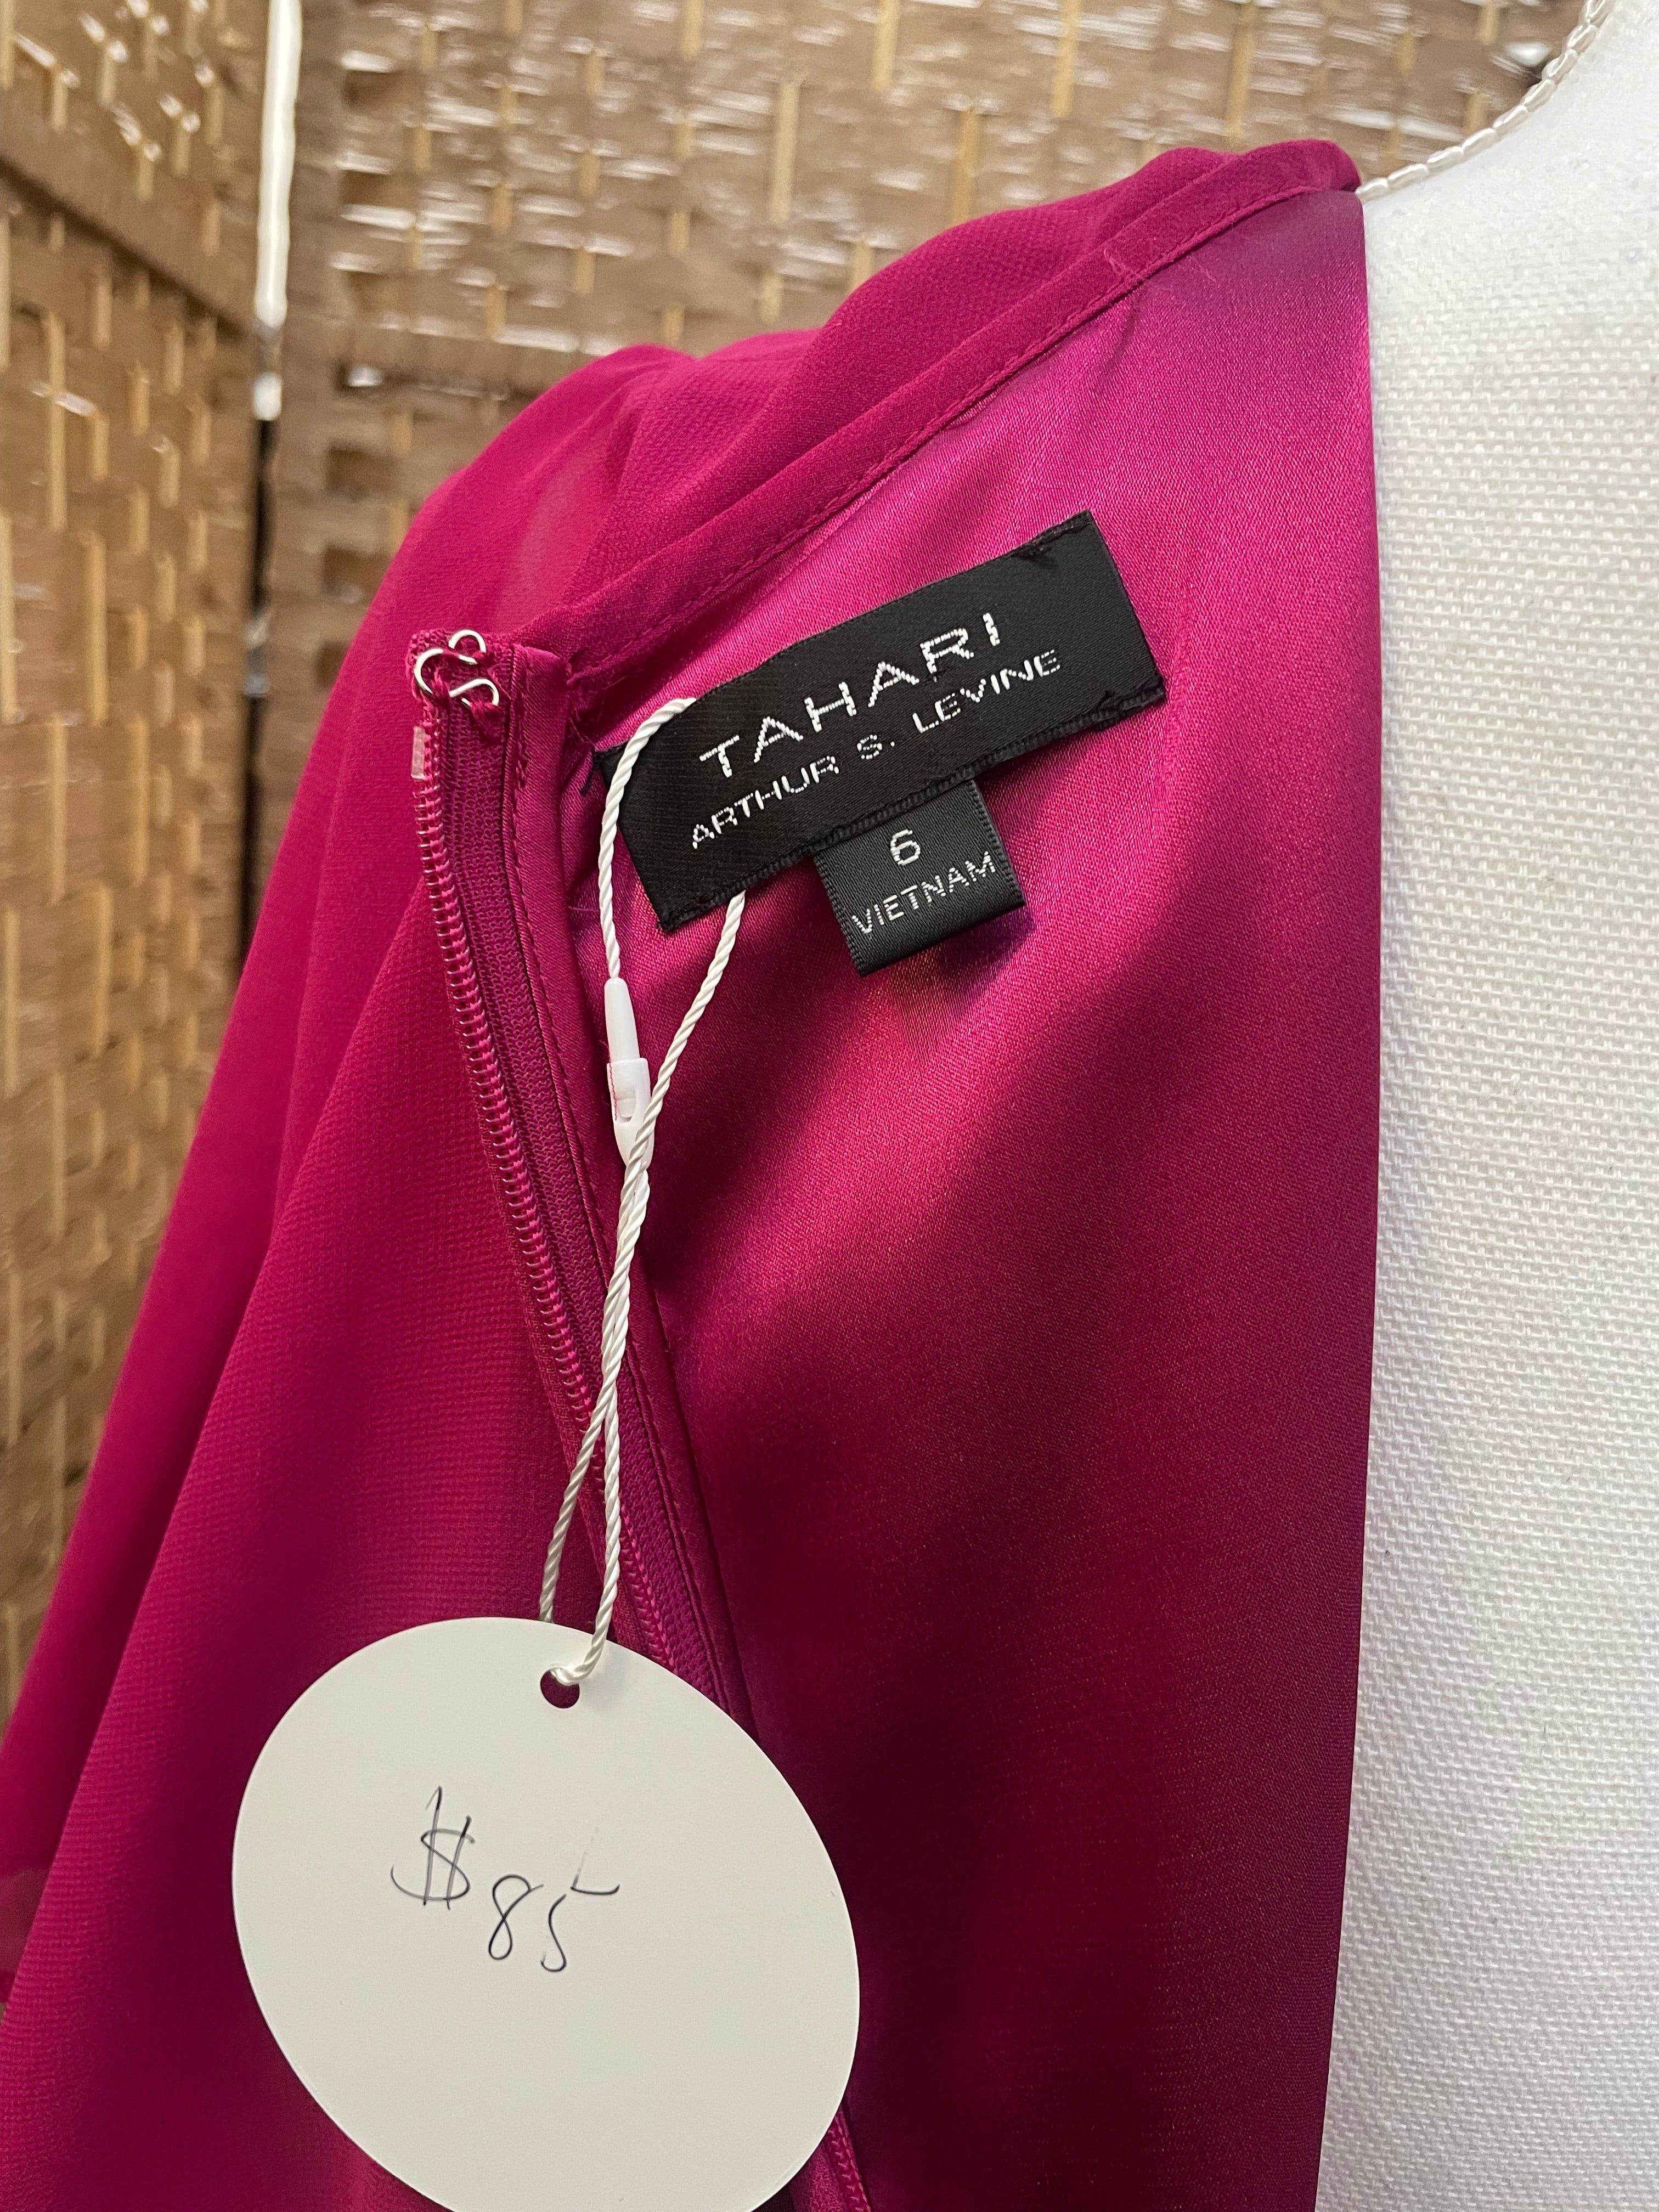 TAHARI
ARTHUR S. LEVINE
6
VIETNAM
$85